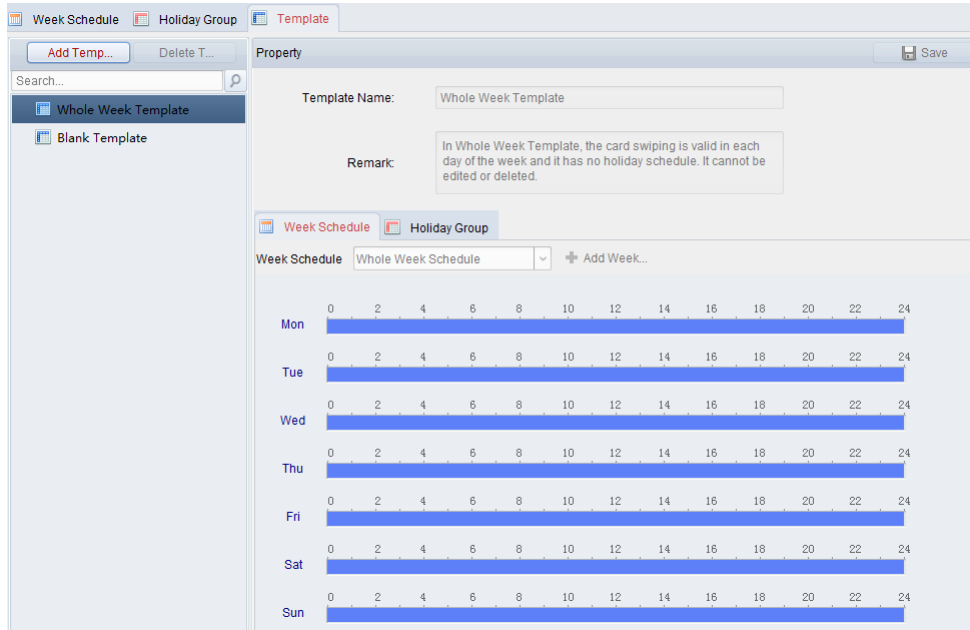 Week Schedule Holiday Group Template
Add Temp... Delete T... Property Save
Search...
Whole Week Template
Blank Template
Template Name: Whole Week Template
Remark: In Whole Week Template, the card swiping is valid in each
day of the week and it has no holiday schedule. It cannot be
edited or deleted.
Week Schedule Holiday Group
Week Schedule Whole Week Schedule Add Week...
0 2 4 6 8 10 12 14 16 18 20 22 24
Mon
0 2 4 6 8 10 12 14 16 18 20 22 24
Tue
0 2 4 6 8 10 12 14 16 18 20 22 24
Wed
0 2 4 6 8 10 12 14 16 18 20 22 24
Thu
0 2 4 6 8 10 12 14 16 18 20 22 24
Fri
0 2 4 6 8 10 12 14 16 18 20 22 24
Sat
0 2 4 6 8 10 12 14 16 18 20 22 24
Sun